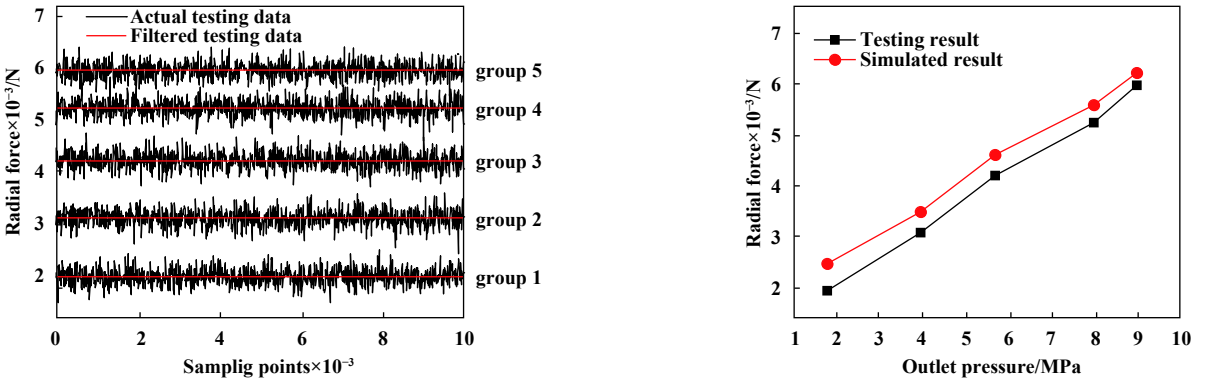 Actual testing data
Filtered testing data
7
6
5
4
3
2
Radial force×10⁻³/N
group 5
group 4
group 3
group 2
group 1
0
2
4
6
8
10
Samplig points×10⁻³
Testing result
Simulated result
7
6
5
4
3
2
Radial force×10⁻³/N
1
2
3
4
5
6
7
8
9
10
Outlet pressure/MPa